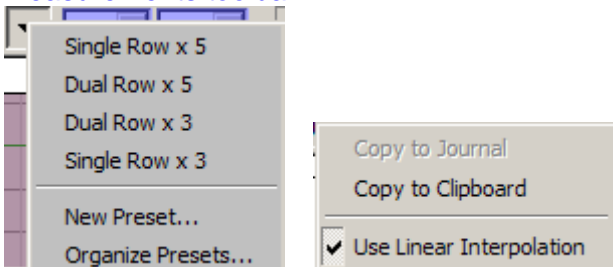 Single Row x 5
Dual Row x 5
Dual Row x 3
Single Row x 3
New Preset...
Organize Presets...
Copy to Journal
Copy to Clipboard
Use Linear Interpolation